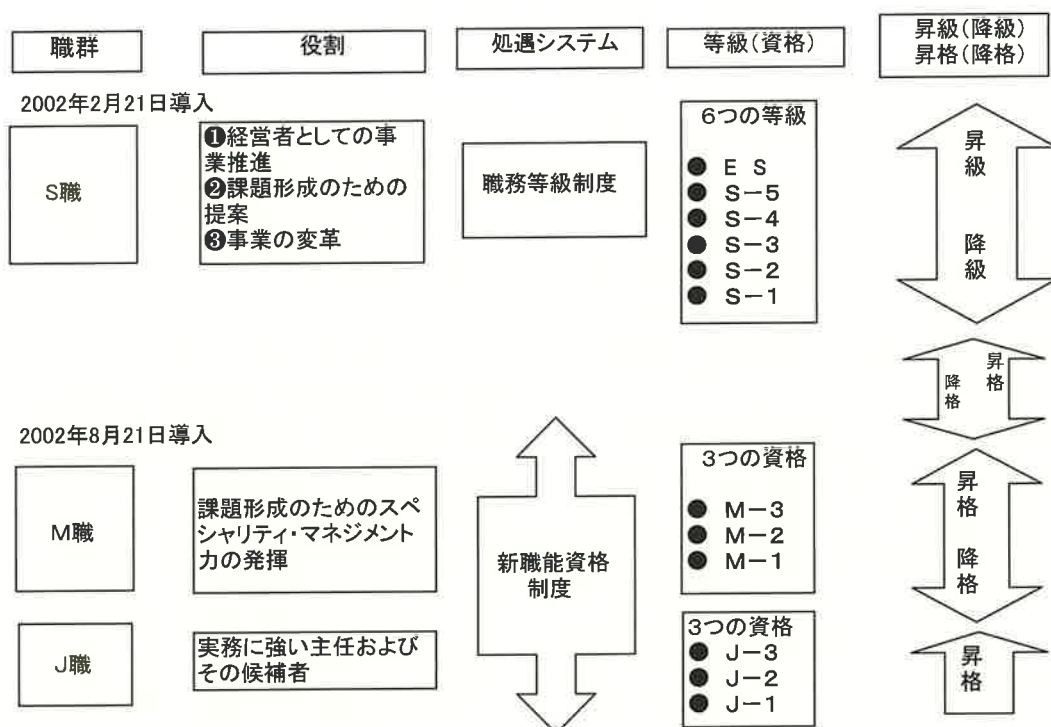 職群
役割
処遇システム
等級(資格)
昇級(降級)
昇格(降格)
2002年2月21日導入
S職
❶経営者としての事
業推進
❷課題形成のための
提案
❸事業の変革
職務等級制度
6つの等級
● E S
● S-5
● S-4
● S-3
● S-2
● S-1
昇級
降級
昇格
降格
2002年8月21日導入
M職
課題形成のためのスペ
シャリティ・マネジメント
力の発揮
新職能資格
制度
3つの資格
● M-3
● M-2
● M-1
昇格
降格
J職
実務に強い主任および
その候補者
3つの資格
● J-3
● J-2
● J-1
昇格